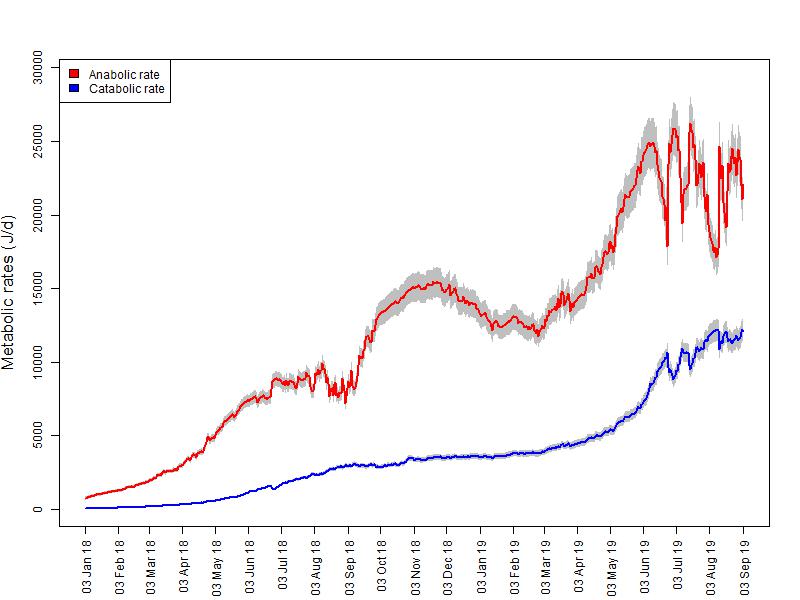 Anabolic rate
Catabolic rate
Metabolic rates (J/d)
30000
25000
20000
15000
10000
5000
0
03 Jan 18
03 Feb 18
03 Mar 18
03 Apr 18
03 May 18
03 Jun 18
03 Jul 18
03 Aug 18
03 Sep 18
03 Oct 18
03 Nov 18
03 Dec 18
03 Jan 19
03 Feb 19
03 Mar 19
03 Apr 19
03 May 19
03 Jun 19
03 Jul 19
03 Aug 19
03 Sep 19